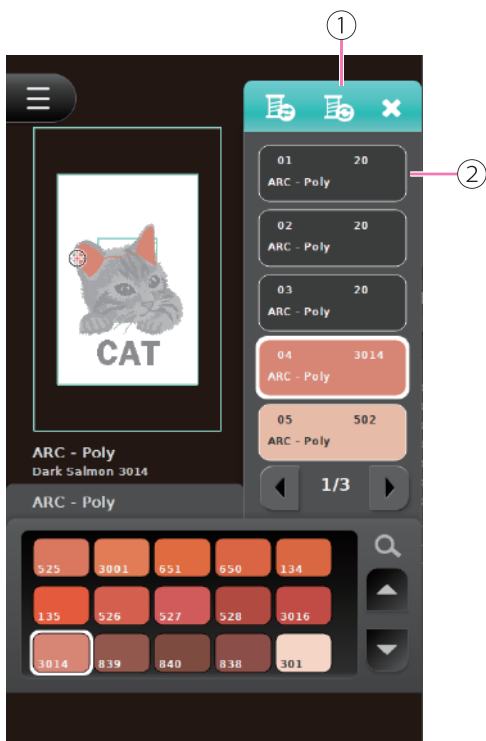 1
01 20
ARC - Poly
2
02 20
ARC - Poly
03 20
ARC - Poly
04 3014
ARC - Poly
05 502
ARC - Poly
1/3
CAT
ARC - Poly
Dark Salmon 3014
ARC - Poly
525 3001 651 650 134
135 526 527 528 3016
3014 839 840 838 301